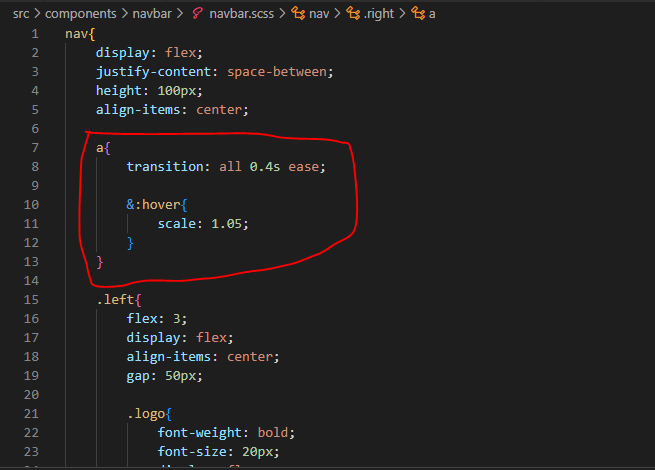 src > components > navbar > navbar.scss > nav > .right > a
1 nav{
2 display: flex;
3 justify-content: space-between;
4 height: 100px;
5 align-items: center;
6
7 a{
8 transition: all 0.4s ease;
9
10 &:hover{
11 scale: 1.05;
12 }
13 }
14
15 .left{
16 flex: 3;
17 display: flex;
18 align-items: center;
19 gap: 50px;
20
21 .logo{
22 font-weight: bold;
23 font-size: 20px;